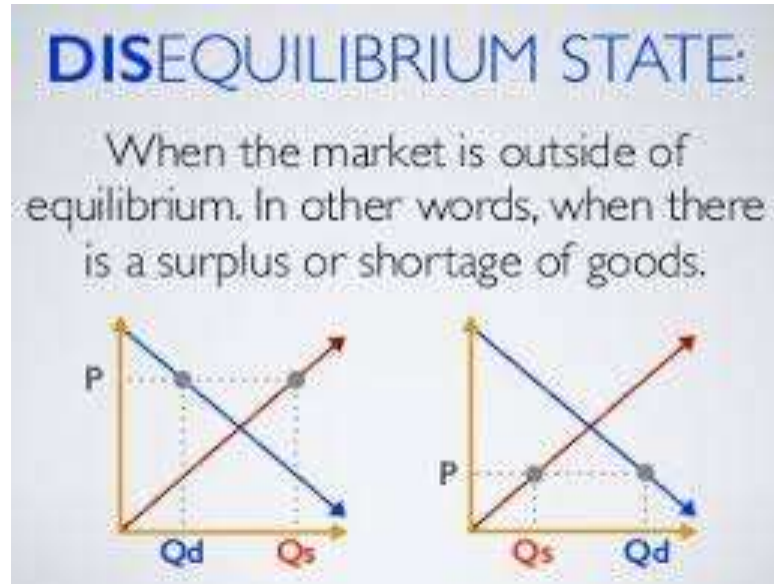 DISEQUILIBRIUM STATE:
When the market is outside of
equilibrium. In other words, when there
is a surplus or shortage of goods.
P
Qd Qs
P
Qs Qd